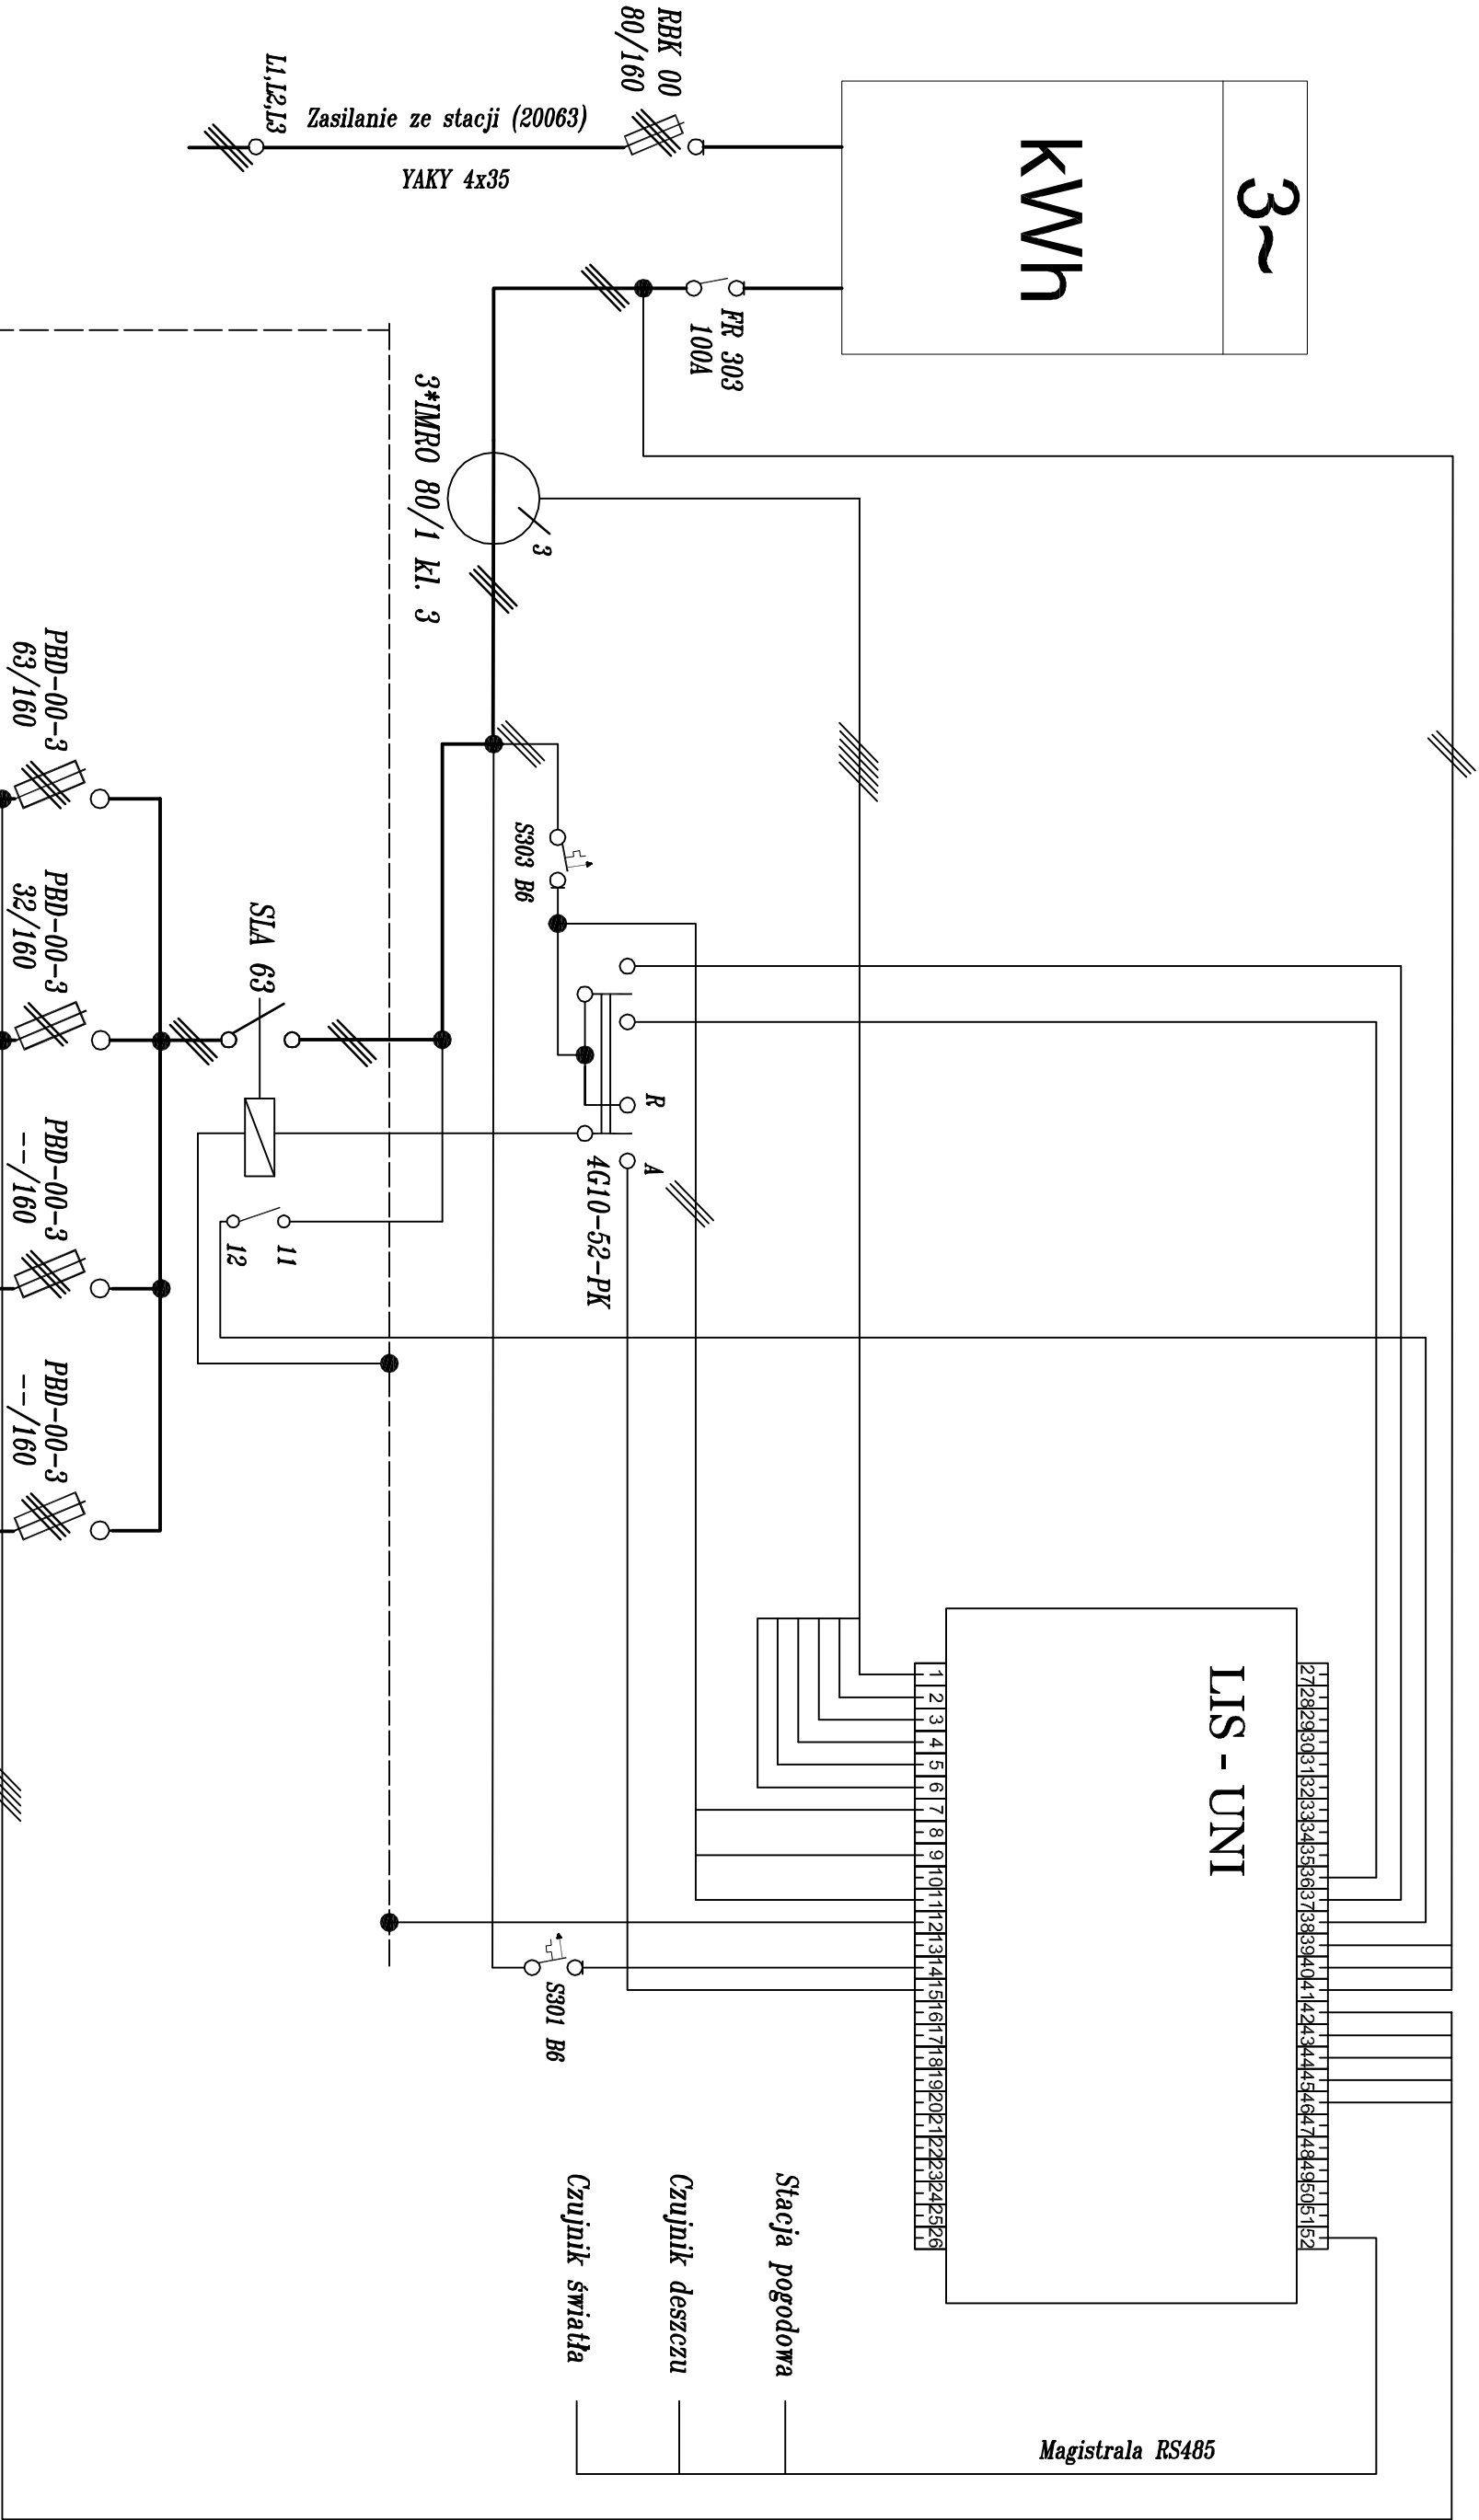 3~
kWh
RBK 00
80/160
L1,L2,L3
Zasilanie ze stacji (20063)
YAKY 4x35
FR 303
100A
3*IMRO 80/1 kl. 3
3
S303 B6
R
A
4G10-52-PK
SLA 63
11
12
PBD-00-3
63/160
PBD-00-3
32/160
PBD-00-3
--/160
PBD-00-3
--/160
LIS - UNI
27 28 29 30 31 32 33 34 35 36 37 38 39 40 41 42 43 44 45 46 47 48 49 50 51 52
1 2 3 4 5 6 7 8 9 10 11 12 13 14 15 16 17 18 19 20 21 22 23 24 25 26
S301 B6
Stacja pogodowa
Czujnik deszczu
Czujnik światła
Magistrala RS485